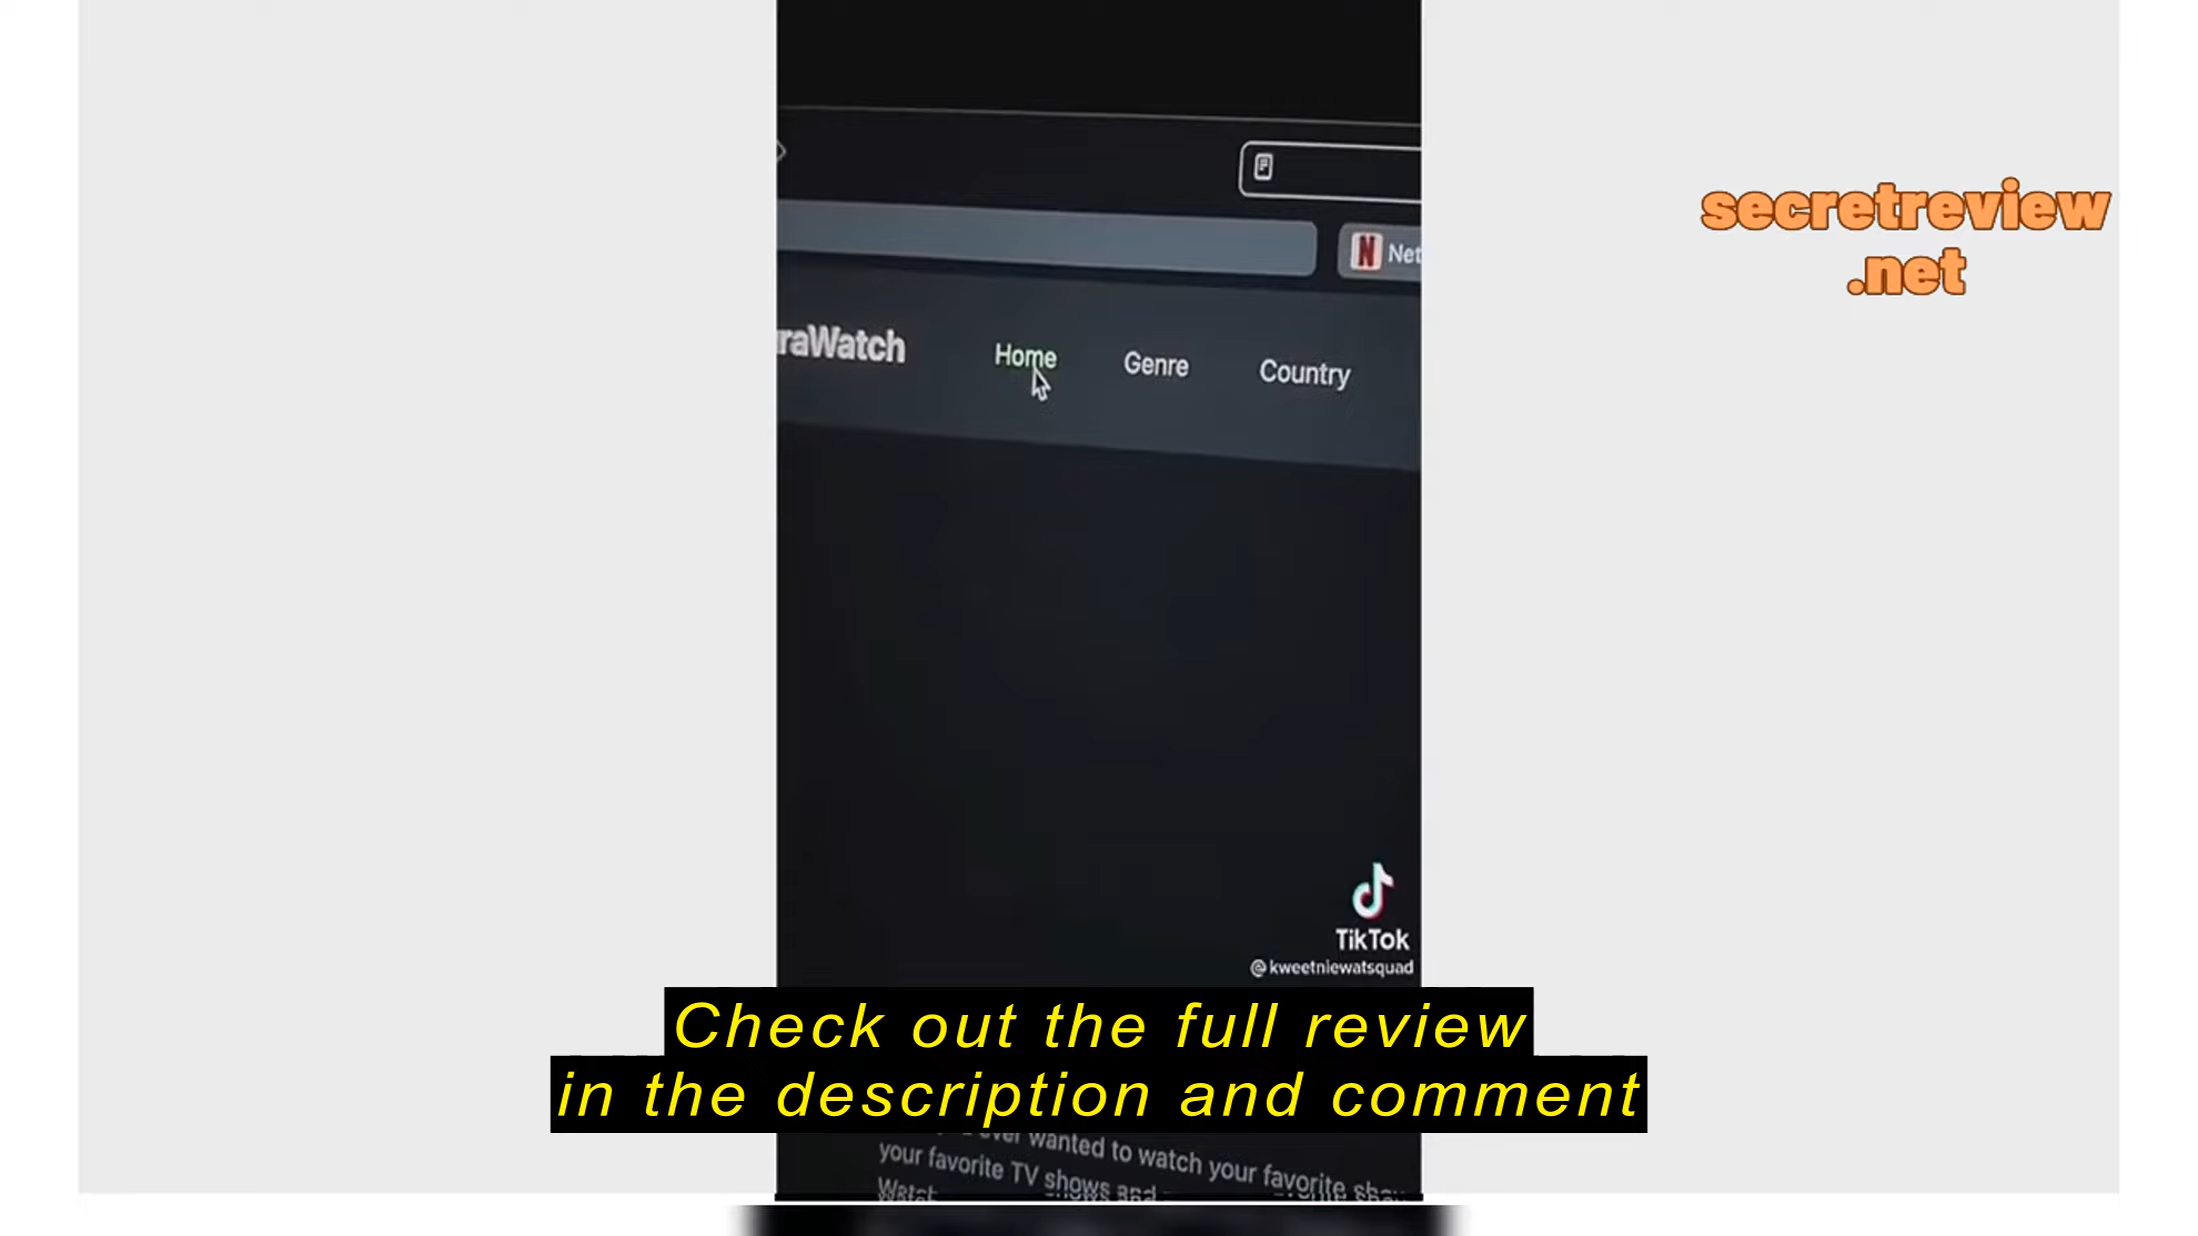 secretreview
.net
Net
raWatch
Home
Genre
Country
TikTok
@kweetniewatsquad
Check out the full review
in the description and comment
ever wanted to watch your favorite
your favorite TV shows and